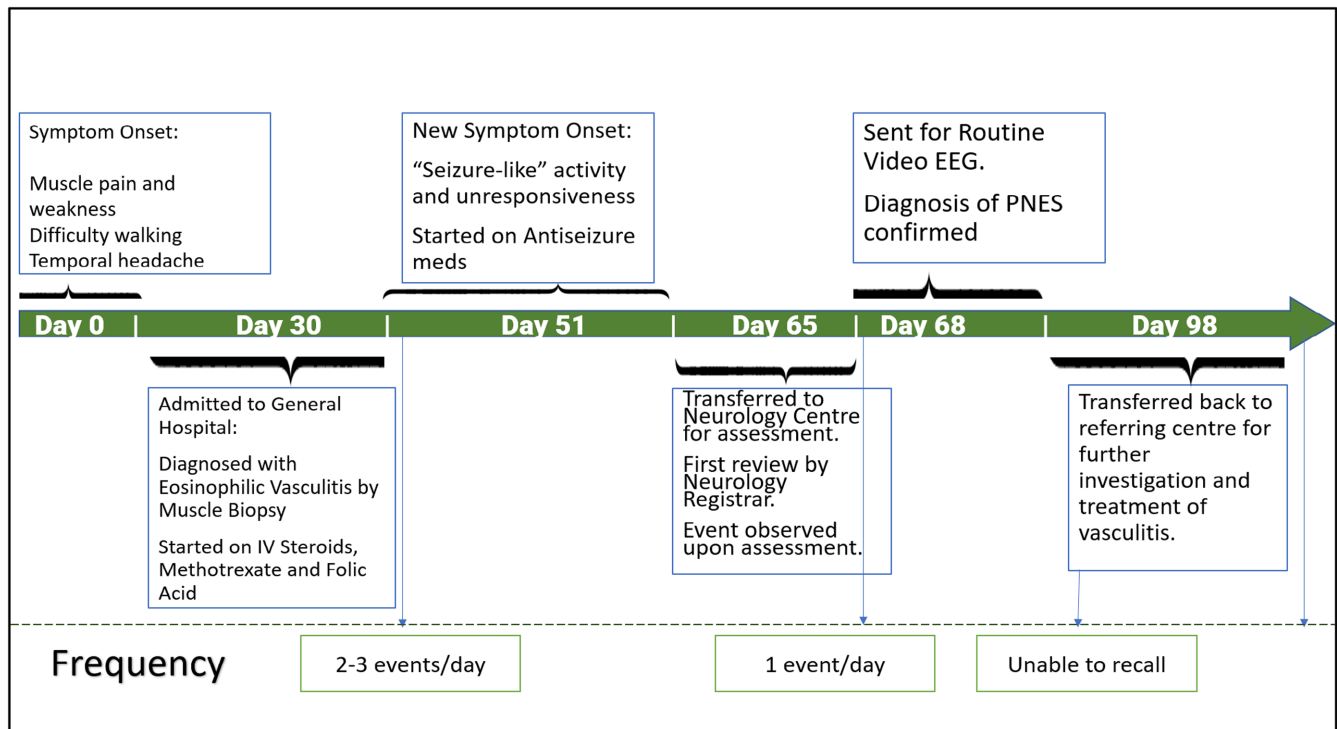 Symptom Onset:
Muscle pain and
weakness
Difficulty walking
Temporal headache
New Symptom Onset:
“Seizure-like” activity
and unresponsiveness
Started on Antiseizure
meds
Sent for Routine
Video EEG.
Diagnosis of PNES
confirmed
Day 0
Day 30
Day 51
Day 65
Day 68
Day 98
Admitted to General
Hospital:
Diagnosed with
Eosinophilic Vasculitis by
Muscle Biopsy
Started on IV Steroids,
Methotrexate and Folic
Acid
Transferred to
Neurology Centre
for assessment.
First review by
Neurology
Registrar.
Event observed
upon assessment.
Transferred back to
referring centre for
further
investigation and
treatment of
vasculitis.
Frequency
2-3 events/day
1 event/day
Unable to recall